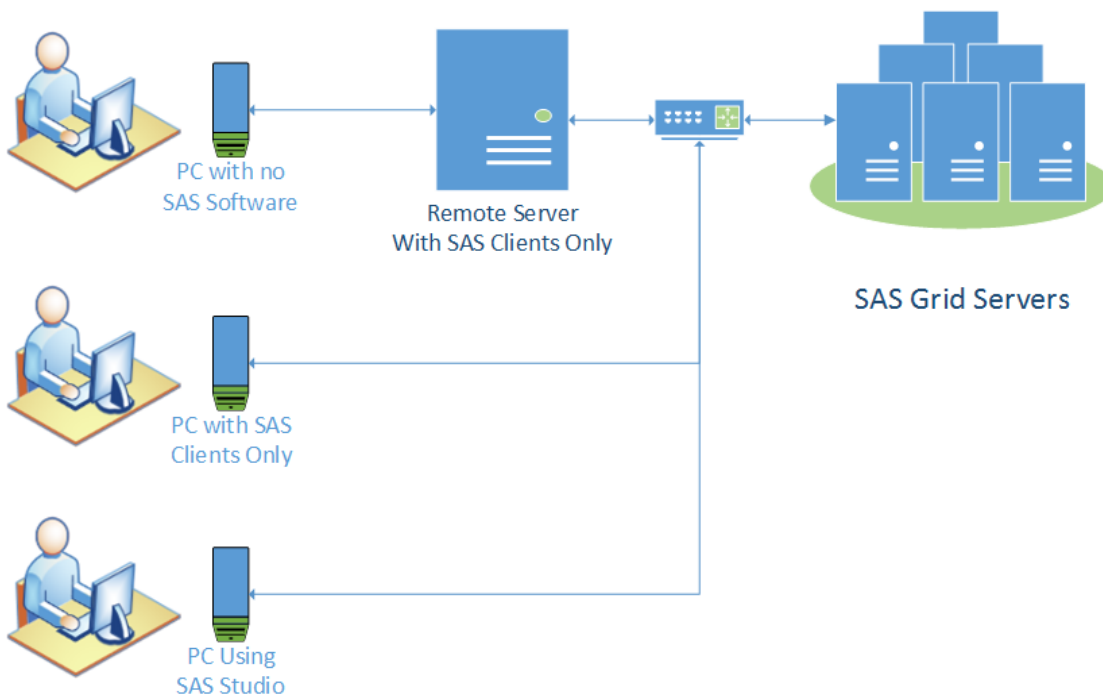 PC with no
SAS Software
Remote Server
With SAS Clients Only
SAS Grid Servers
PC with SAS
Clients Only
PC Using
SAS Studio